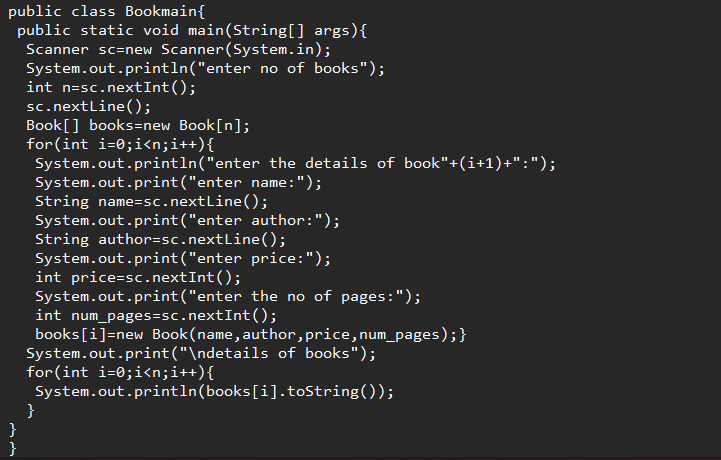 public class Bookmain{
public static void main(String[] args){
Scanner sc=new Scanner(System.in);
System.out.println("enter no of books");
int n=sc.nextInt();
sc.nextLine();
Book[] books=new Book[n];
for(int i=0;i<n;i++){
System.out.println("enter the details of book"+(i+1)+":");
System.out.print("enter name:");
String name=sc.nextLine();
System.out.print("enter author:");
String author=sc.nextLine();
System.out.print("enter price:");
int price=sc.nextInt();
System.out.print("enter the no of pages:");
int num_pages=sc.nextInt();
books[i]=new Book(name,author,price,num_pages);}
System.out.print("\ndetails of books");
for(int i=0;i<n;i++){
System.out.println(books[i].toString());
}
}
}